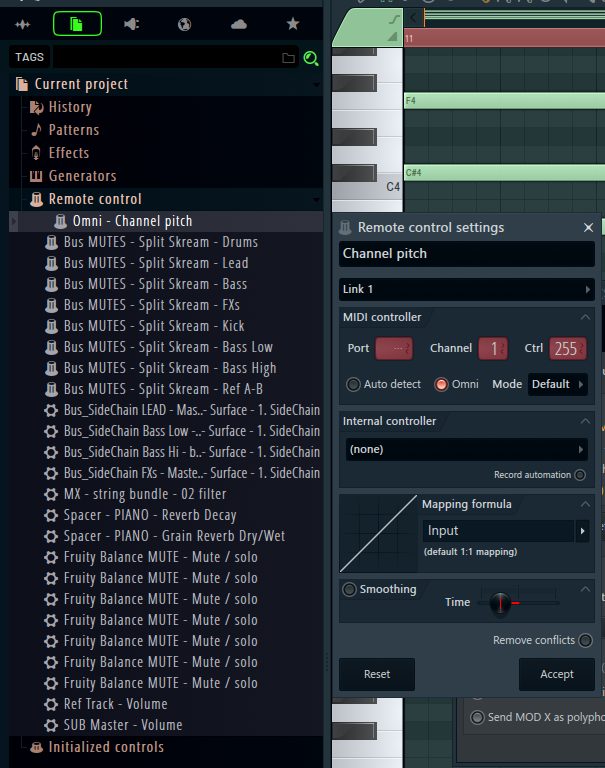 TAGS
Current project
History
Patterns
Effects
Generators
Remote control
Omni - Channel pitch
Bus MUTES - Split Skream - Drums
Bus MUTES - Split Skream - Lead
Bus MUTES - Split Skream - Bass
Bus MUTES - Split Skream - FXs
Bus MUTES - Split Skream - Kick
Bus MUTES - Split Skream - Bass Low
Bus MUTES - Split Skream - Bass High
Bus MUTES - Split Skream - Ref A-B
Bus_SideChain LEAD - Mas..- Surface - 1. SideChain
Bus_SideChain Bass Low -..- Surface - 1. SideChain
Bus_SideChain Bass Hi - b..- Surface - 1. SideChain
Bus_SideChain FXs - Maste..- Surface - 1. SideChain
MX - string bundle - 02 filter
Spacer - PIANO - Reverb Decay
Spacer - PIANO - Grain Reverb Dry/Wet
Fruity Balance MUTE - Mute / solo
Fruity Balance MUTE - Mute / solo
Fruity Balance MUTE - Mute / solo
Fruity Balance MUTE - Mute / solo
Fruity Balance MUTE - Mute / solo
Fruity Balance MUTE - Mute / solo
Fruity Balance MUTE - Mute / solo
Ref Track - Volume
SUB Master - Volume
Initialized controls
11
F4
C#4
C4
Remote control settings
Channel pitch
Link 1
MIDI controller
Port --- Channel 1 Ctrl 255
Auto detect Omni Mode Default
Internal controller
(none)
Record automation
Mapping formula
Input
(default 1:1 mapping)
Smoothing
Time
Remove conflicts
Reset Accept
Send MOD X as polypho